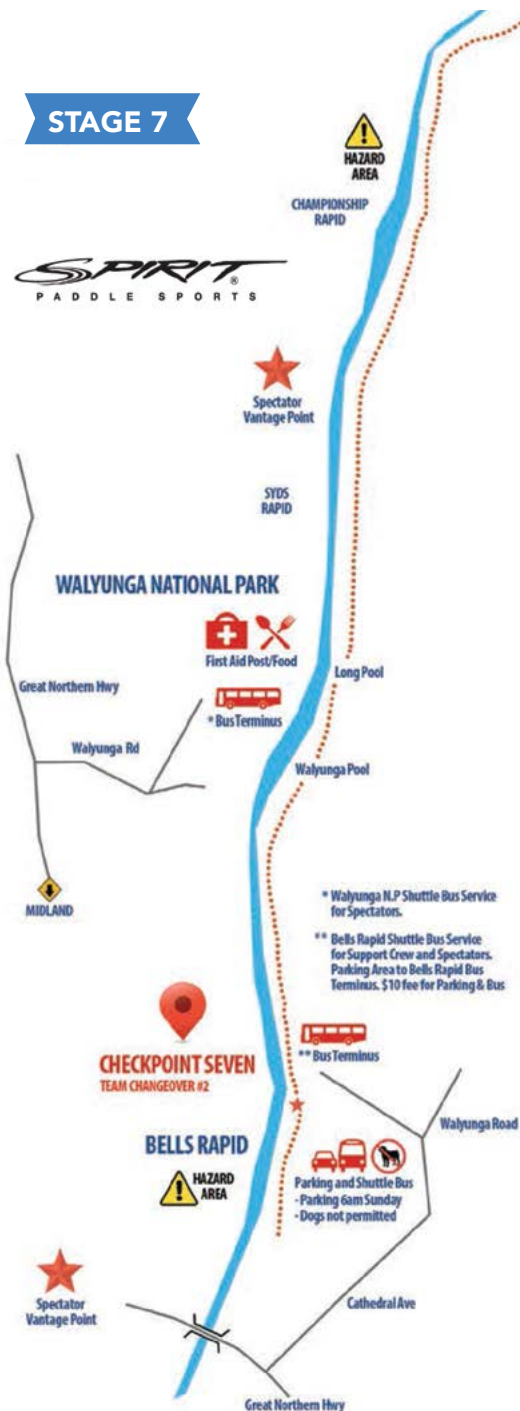 STAGE 7
HAZARD
AREA
CHAMPIONSHIP
RAPID
SPIRIT®
PADDLE SPORTS
Spectator
Vantage Point
SYDS
RAPID
WALYUNGA NATIONAL PARK
First Aid Post/Food
Long Pool
Great Northern Hwy
* Bus Terminus
Walyunga Rd
Walyunga Pool
MIDLAND
* Walyunga N.P Shuttle Bus Service
for Spectators.
** Bells Rapid Shuttle Bus Service
for Support Crew and Spectators.
Parking Area to Bells Rapid Bus
Terminus. $10 fee for Parking & Bus
CHECKPOINT SEVEN
TEAM CHANGEOVER #2
** Bus Terminus
Walyunga Road
BELLS RAPID
HAZARD
AREA
Parking and Shuttle Bus
- Parking 6am Sunday
- Dogs not permitted
Spectator
Vantage Point
Cathedral Ave
Great Northern Hwy